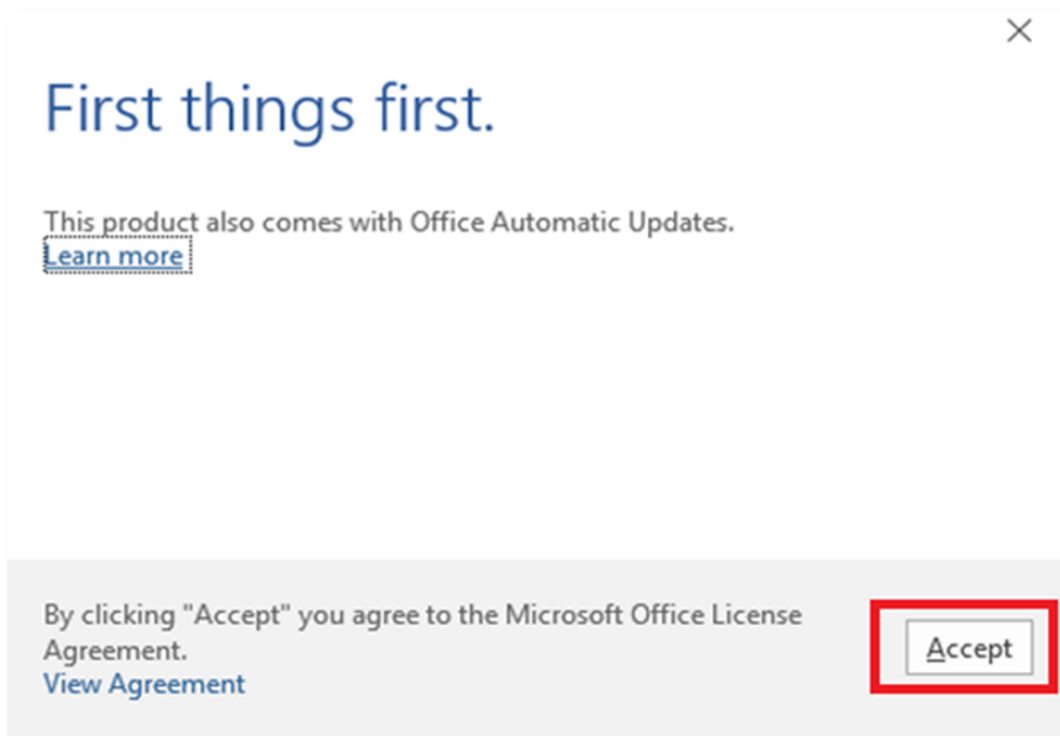 First things first.
This product also comes with Office Automatic Updates.
Learn more
By clicking "Accept" you agree to the Microsoft Office License
Agreement.
View Agreement
Accept